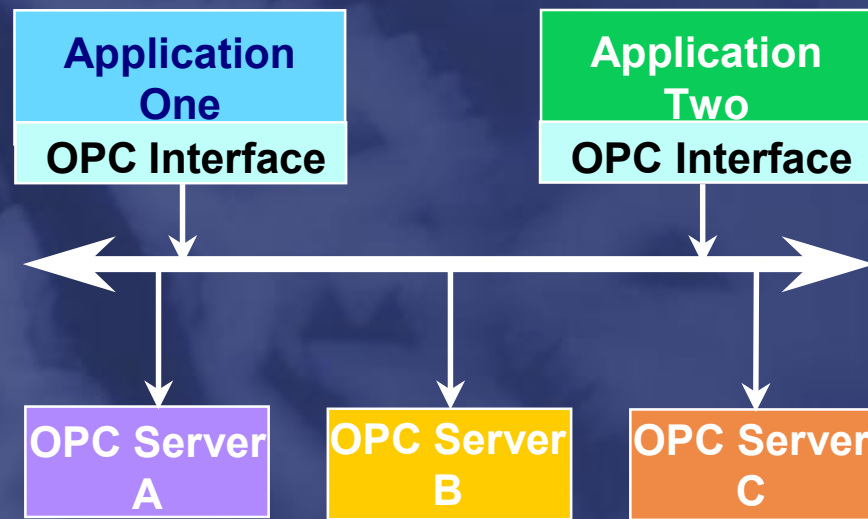 Application
One
OPC Interface
Application
Two
OPC Interface
OPC Server
A
OPC Server
B
OPC Server
C